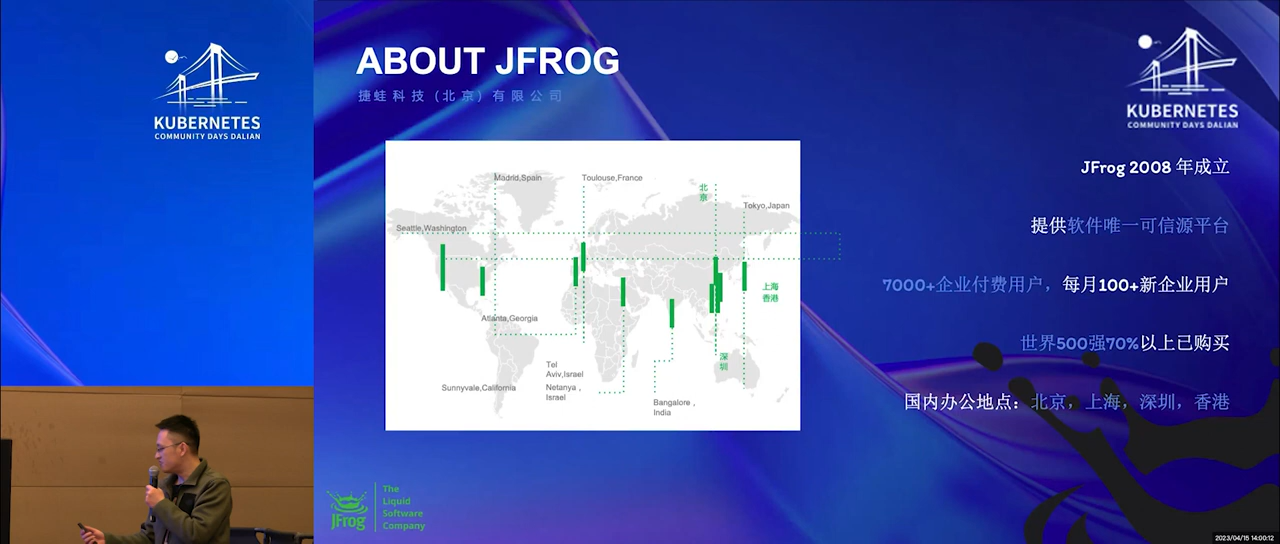 KUBERNETES
COMMUNITY DAYS DALIAN
ABOUT JFROG
捷蛙科技（北京）有限公司
KUBERNETES
COMMUNITY DAYS DALIAN
Madrid,Spain
Toulouse,France
北京
Tokyo,Japan
Seattle,Washington
上海
香港
Atlanta,Georgia
深圳
Tel
Aviv,Israel
Sunnyvale,California
Netanya ,
Israel
Bangalore ,
India
JFrog 2008 年成立
提供软件唯一可信源平台
7000+企业付费用户，每月100+新企业用户
世界500强70%以上已购买
国内办公地点：北京，上海，深圳，香港
JFrog
The
Liquid
Software
Company
2023/04/15 14:00:12